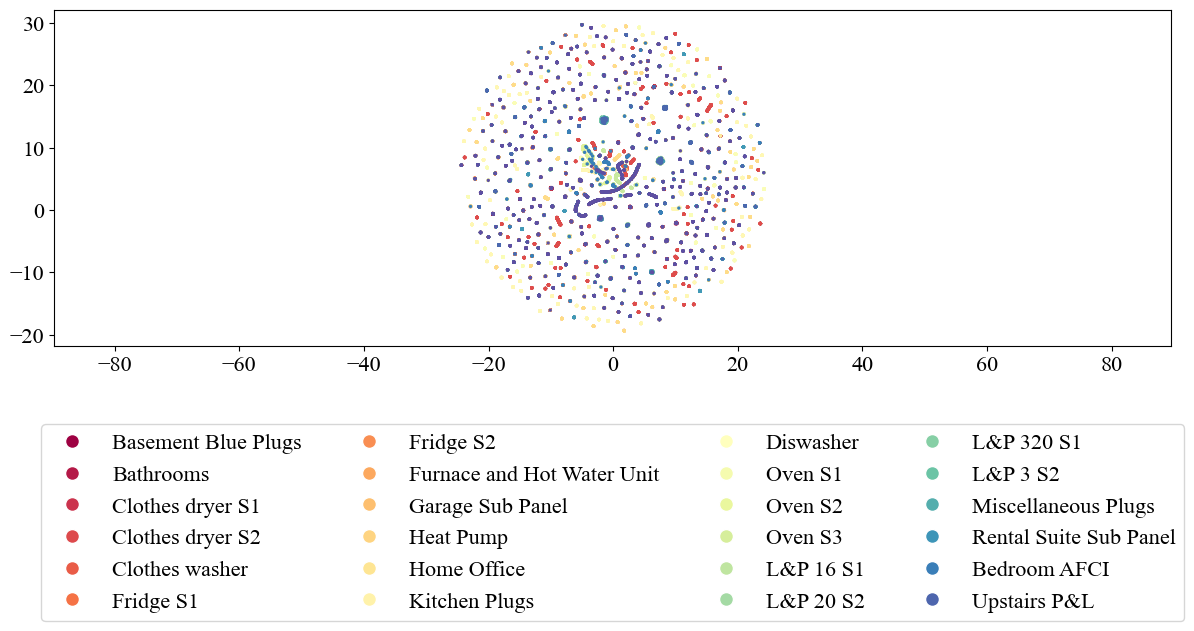 30
20
10
0
−10
−20
−80 −60 −40 −20 0 20 40 60 80
Basement Blue Plugs Fridge S2 Diswasher L&P 320 S1
Bathrooms Furnace and Hot Water Unit Oven S1 L&P 3 S2
Clothes dryer S1 Garage Sub Panel Oven S2 Miscellaneous Plugs
Clothes dryer S2 Heat Pump Oven S3 Rental Suite Sub Panel
Clothes washer Home Office L&P 16 S1 Bedroom AFCI
Fridge S1 Kitchen Plugs L&P 20 S2 Upstairs P&L